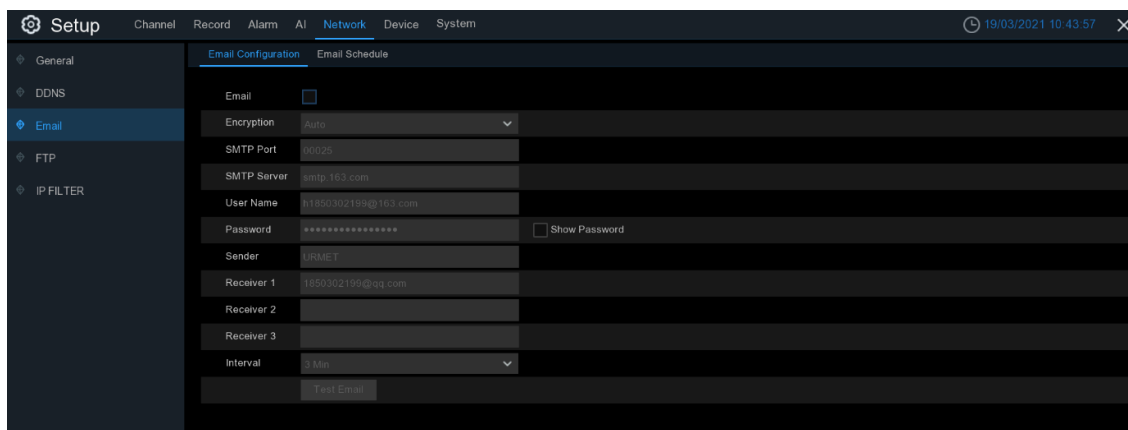 Setup Channel Record Alarm AI Network Device System 19/03/2021 10:43:57
Email Configuration Email Schedule
General
DDNS
Email
FTP
IP FILTER
Email
Encryption Auto
SMTP Port 00025
SMTP Server smtp.163.com
User Name h1850302199@163.com
Password ●●●●●●●●●●●●●●●● Show Password
Sender URMET
Receiver 1 1850302199@qq.com
Receiver 2
Receiver 3
Interval 3 Min
Test Email